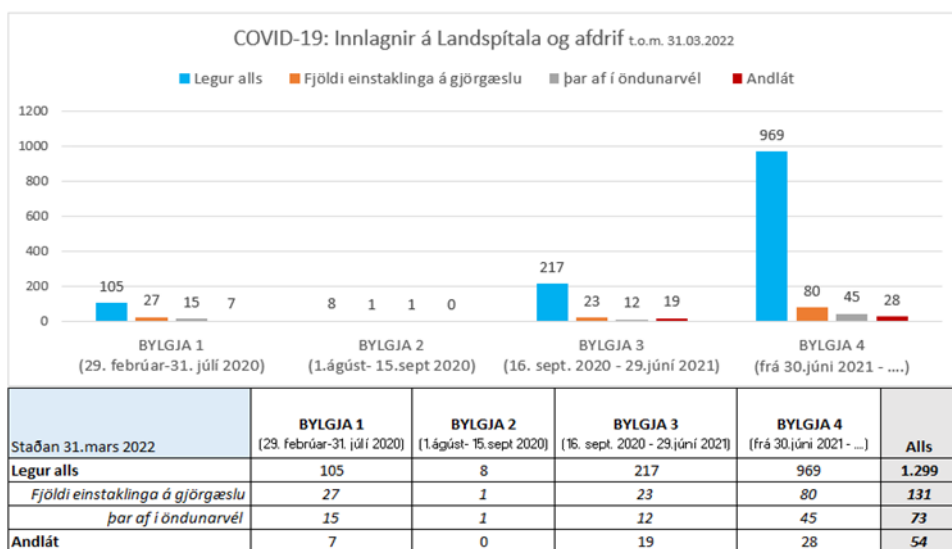 COVID-19: Innlagnir á Landspítala og afdrif t.o.m. 31.03.2022
Legur alls Fjöldi einstaklinga á gjörgæslu þar af í öndunarvél Andlát
1200
1000
800
600
400
200
0
105 27 15 7
8 1 1 0
217 23 12 19
969 80 45 28
BYLGJA 1
(29. febrúar-31. júlí 2020)
BYLGJA 2
(1.ágúst- 15.sept 2020)
BYLGJA 3
(16. sept. 2020 - 29.júní 2021)
BYLGJA 4
(frá 30.júni 2021 - ....)
Staðan 31.mars 2022 BYLGJA 1 BYLGJA 2 BYLGJA 3 BYLGJA 4 Alls
(29. febrúar-31. júlí 2020) (1.ágúst- 15.sept 2020) (16. sept. 2020 - 29.júní 2021) (frá 30.júni 2021 - ...)
Legur alls 105 8 217 969 1.299
Fjöldi einstaklinga á gjörgæslu 27 1 23 80 131
þar af í öndunarvél 15 1 12 45 73
Andlát 7 0 19 28 54